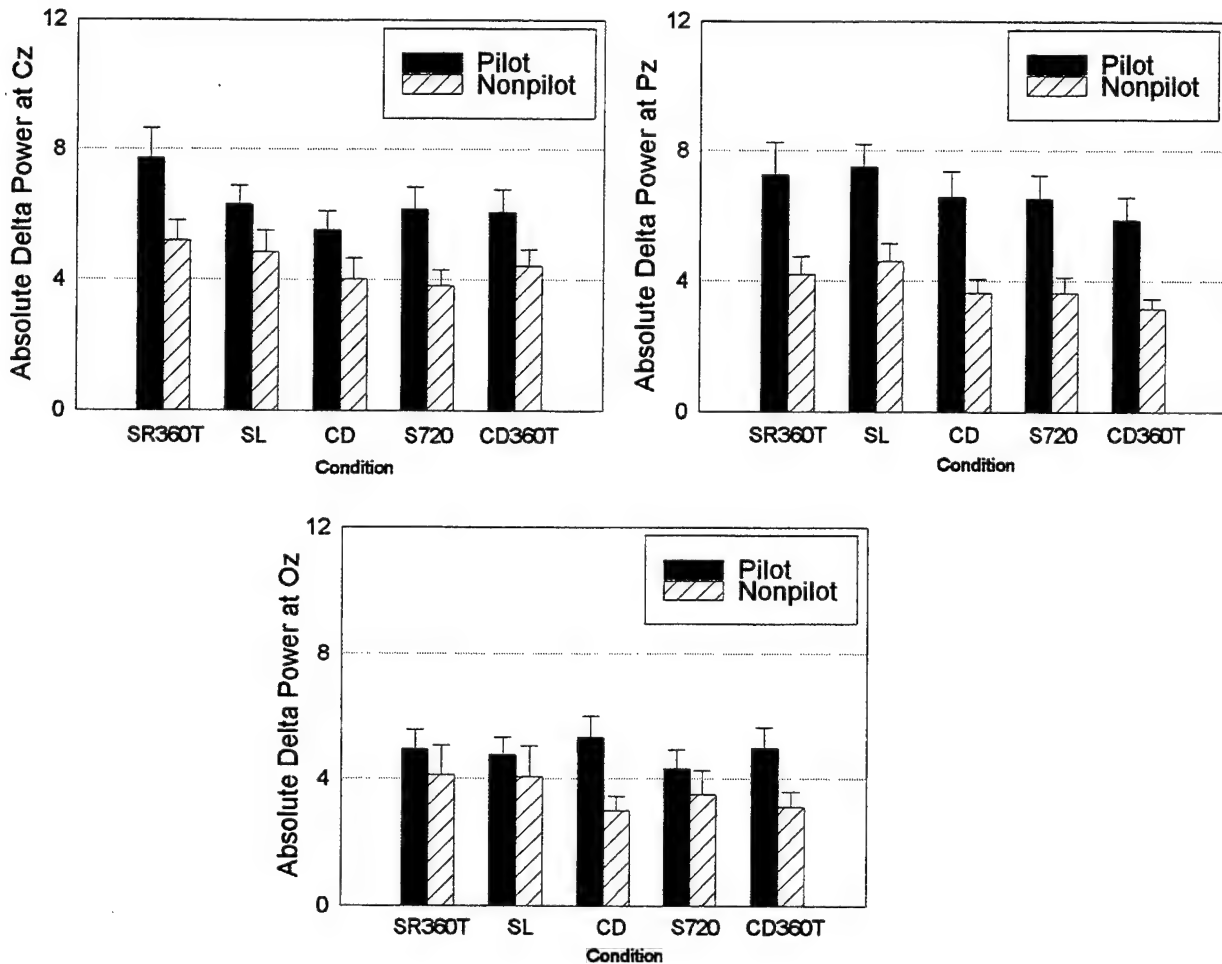 Absolute Delta Power at Cz
12
8
4
0
Pilot
Nonpilot
SR360T SL CD S720 CD360T
Condition
Absolute Delta Power at Pz
12
8
4
0
Pilot
Nonpilot
SR360T SL CD S720 CD360T
Condition
Absolute Delta Power at Oz
12
8
4
0
Pilot
Nonpilot
SR360T SL CD S720 CD360T
Condition